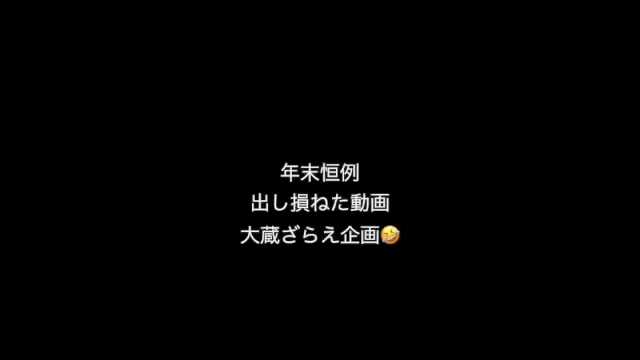 年末恒例
出し損ねた動画
大蔵ざらえ企画🤣